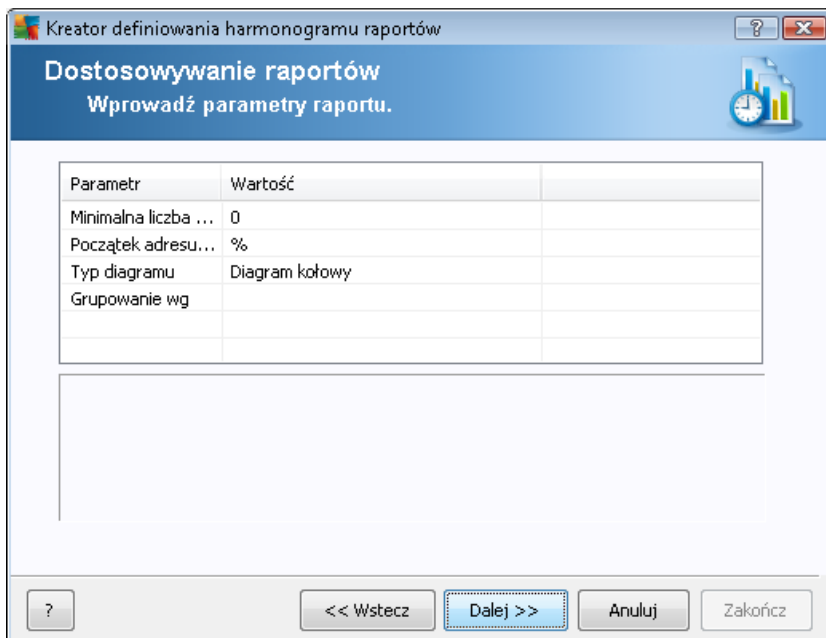 Kreator definiowania harmonogramu raportów
Dostosowywanie raportów
Wprowadź parametry raportu.
Parametr Wartość
Minimalna liczba ... 0
Początek adresu... %
Typ diagramu Diagram kołowy
Grupowanie wg
? << Wstecz Dalej >> Anuluj Zakończ